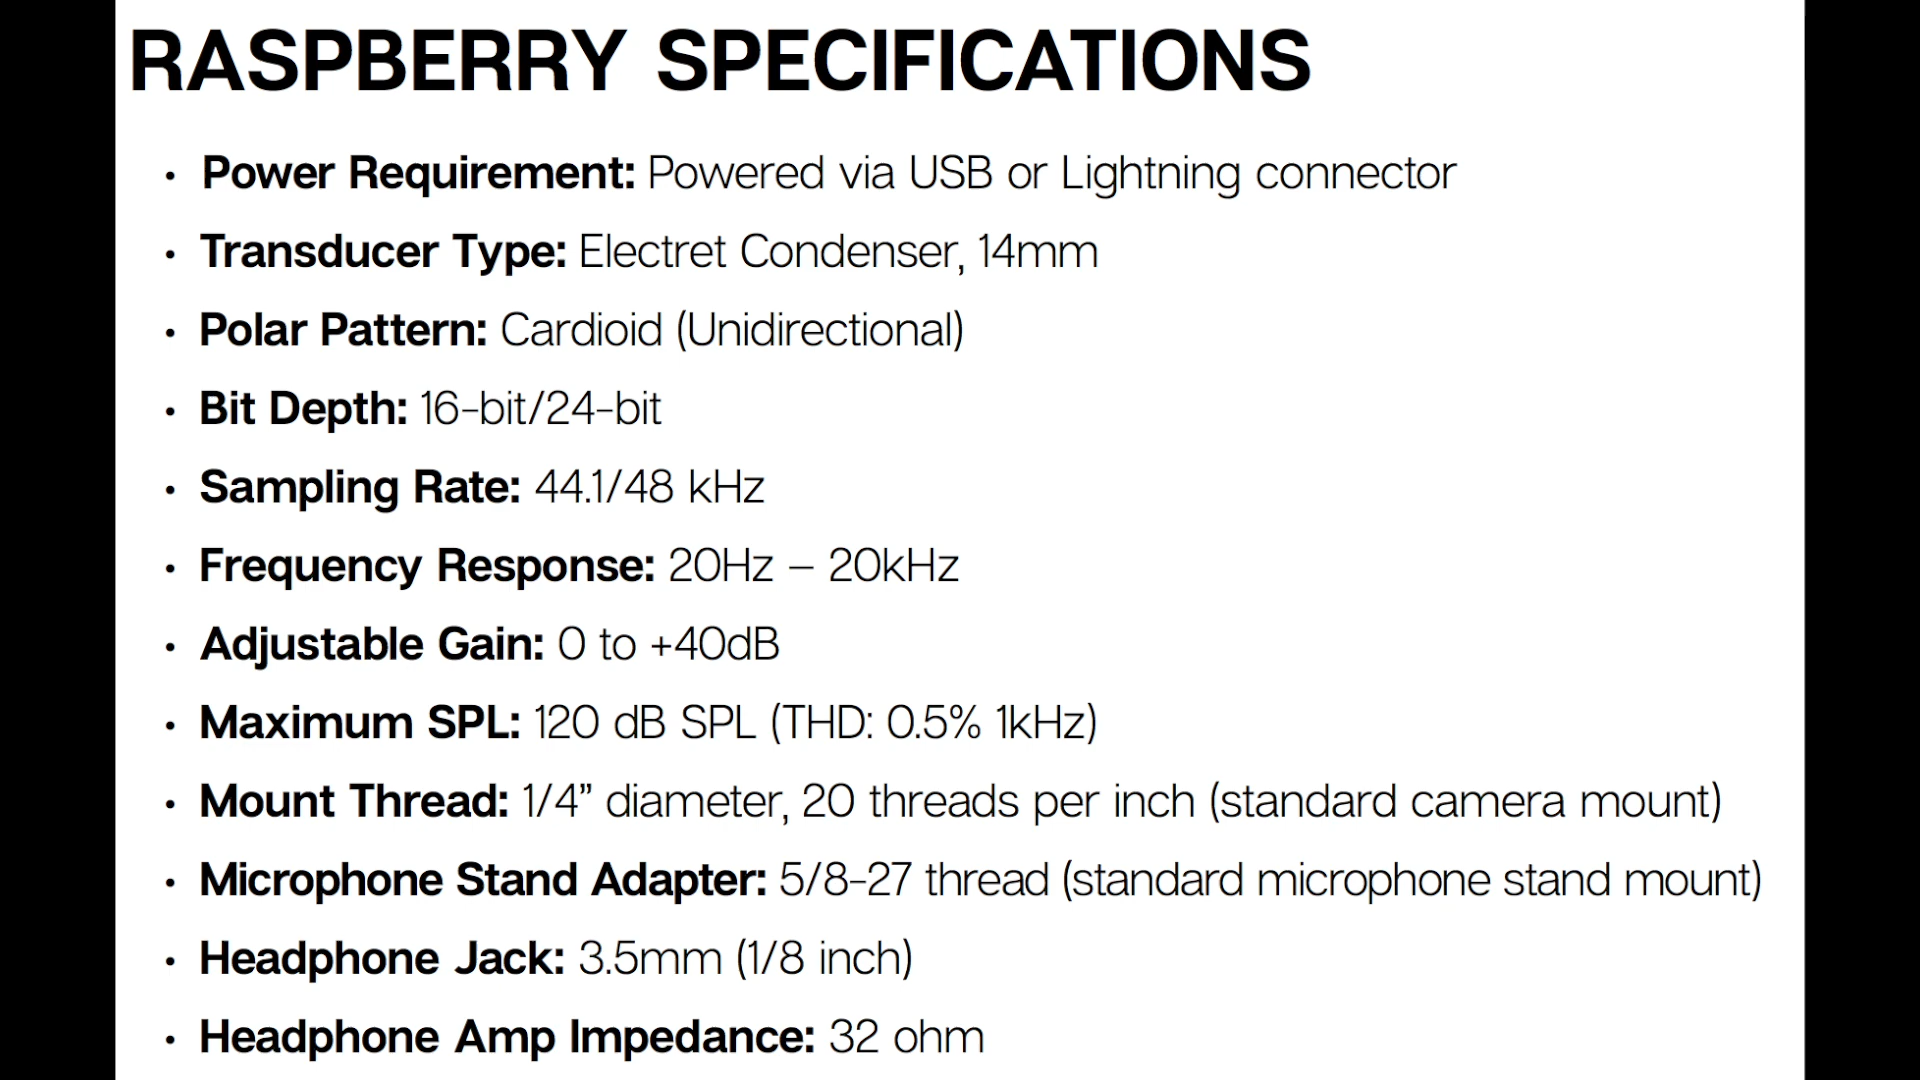 RASPBERRY SPECIFICATIONS
• Power Requirement: Powered via USB or Lightning connector
• Transducer Type: Electret Condenser, 14mm
• Polar Pattern: Cardioid (Unidirectional)
• Bit Depth: 16-bit/24-bit
• Sampling Rate: 44.1/48 kHz
• Frequency Response: 20Hz – 20kHz
• Adjustable Gain: 0 to +40dB
• Maximum SPL: 120 dB SPL (THD: 0.5% 1kHz)
• Mount Thread: 1/4” diameter, 20 threads per inch (standard camera mount)
• Microphone Stand Adapter: 5/8-27 thread (standard microphone stand mount)
• Headphone Jack: 3.5mm (1/8 inch)
• Headphone Amp Impedance: 32 ohm